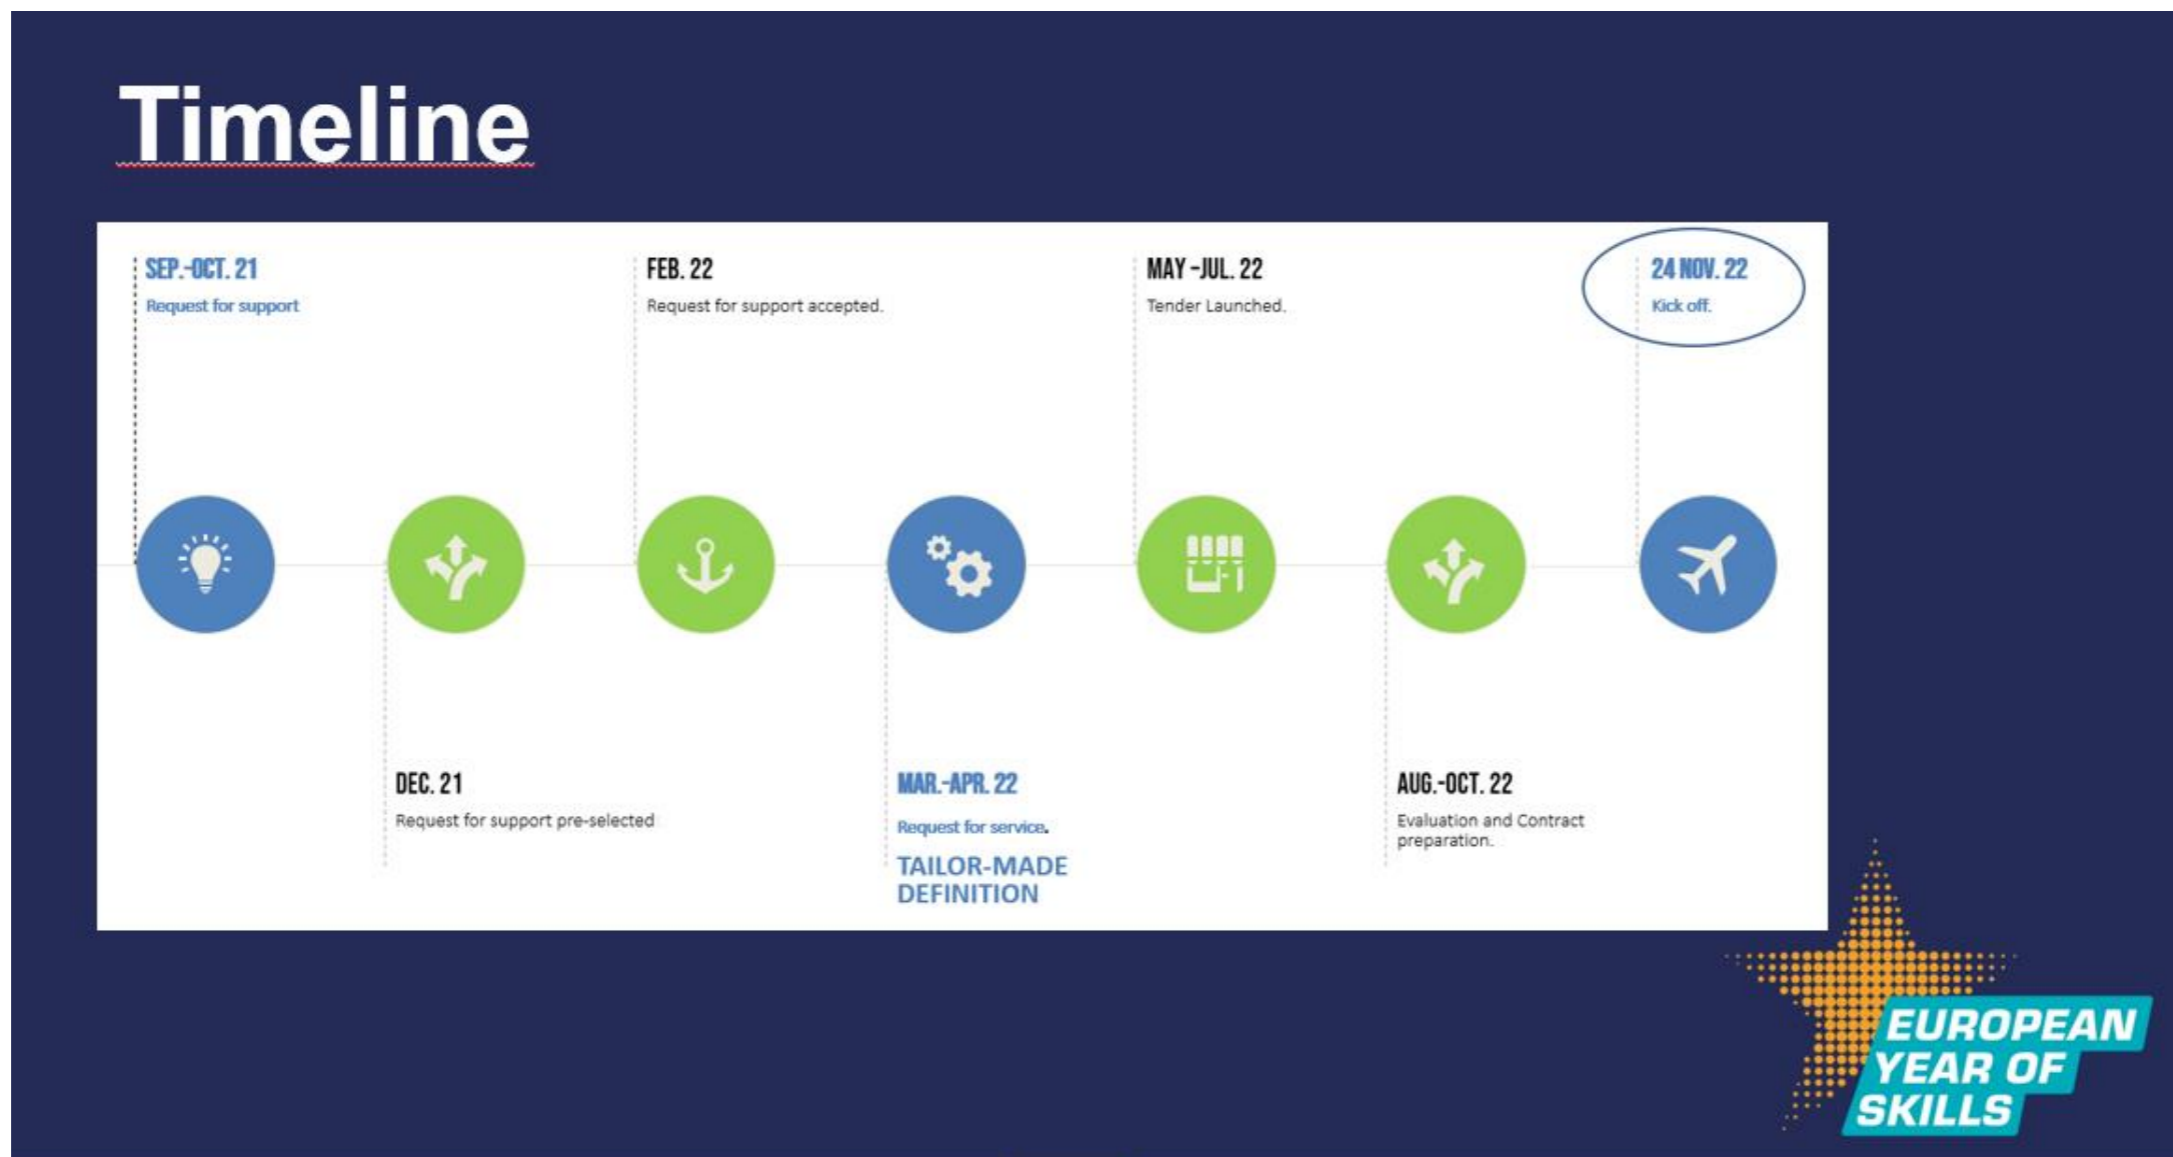 Timeline
SEP.-OCT. 21
Request for support
FEB. 22
Request for support accepted.
MAY -JUL. 22
Tender Launched.
24 NOV. 22
Kick off.
DEC. 21
Request for support pre-selected
MAR.-APR. 22
Request for service.
TAILOR-MADE
DEFINITION
AUG.-OCT. 22
Evaluation and Contract
preparation.
EUROPEAN
YEAR OF
SKILLS